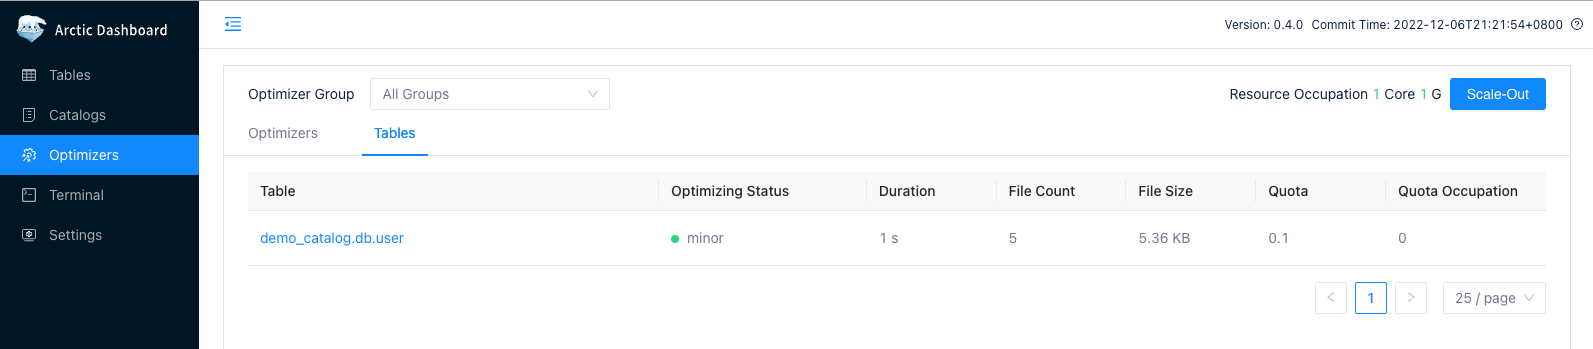 Arctic Dashboard
Version: 0.4.0 Commit Time: 2022-12-06T21:21:54+0800
Tables
Catalogs
Optimizers
Terminal
Settings
Optimizer Group All Groups Resource Occupation 1 Core 1 G Scale-Out
Optimizers Tables
Table Optimizing Status Duration File Count File Size Quota Quota Occupation
demo_catalog.db.user minor 1 s 5 5.36 KB 0.1 0
< 1 > 25 / page